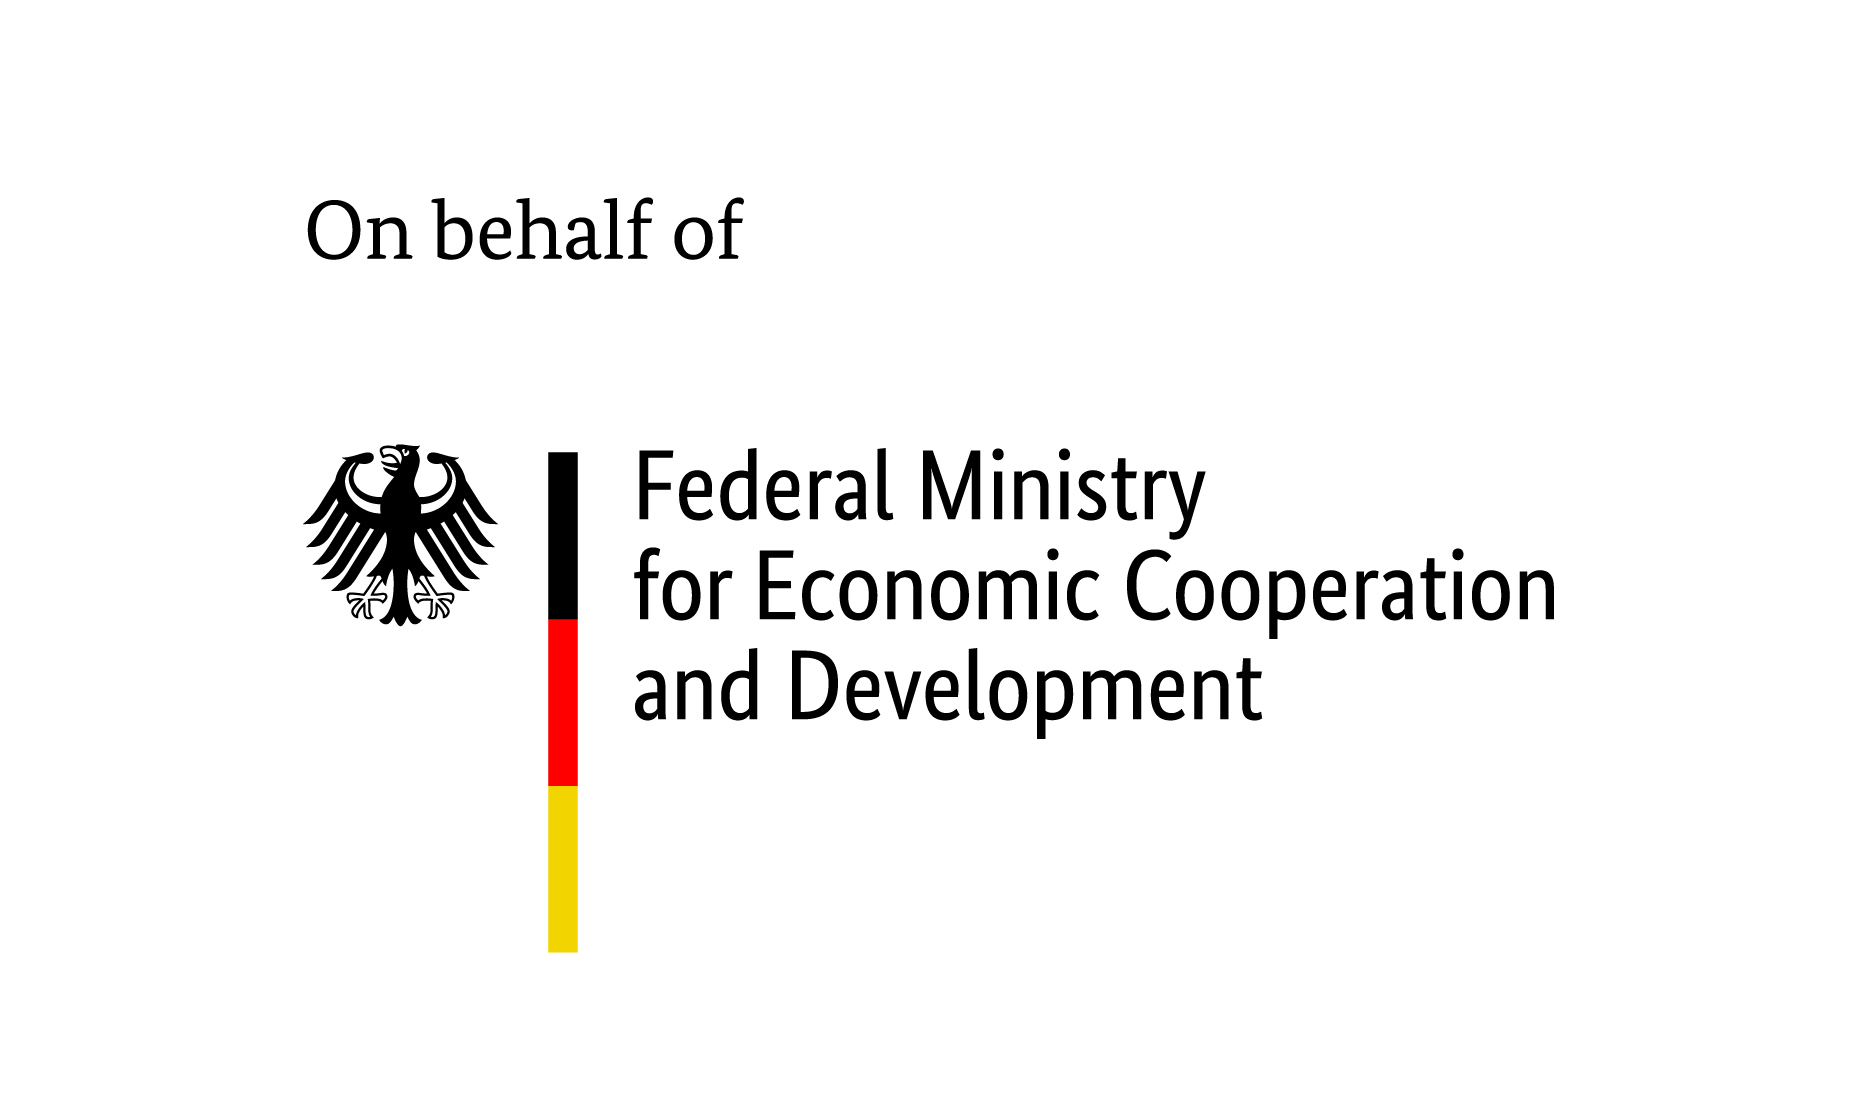 On behalf of
Federal Ministry
for Economic Cooperation
and Development